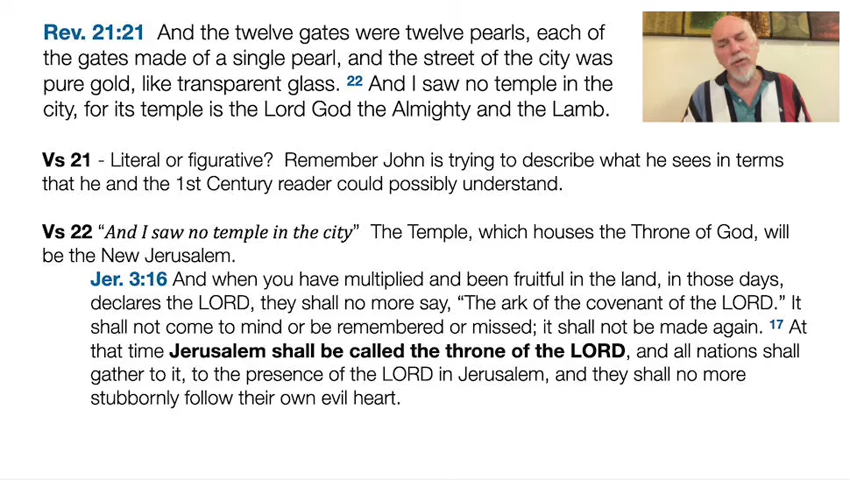 Rev. 21:21 And the twelve gates were twelve pearls, each of
the gates made of a single pearl, and the street of the city was
pure gold, like transparent glass. 22 And I saw no temple in the
city, for its temple is the Lord God the Almighty and the Lamb.
Vs 21 - Literal or figurative? Remember John is trying to describe what he sees in terms
that he and the 1st Century reader could possibly understand.
Vs 22 “And I saw no temple in the city” The Temple, which houses the Throne of God, will
be the New Jerusalem.
Jer. 3:16 And when you have multiplied and been fruitful in the land, in those days,
declares the LORD, they shall no more say, “The ark of the covenant of the LORD.” It
shall not come to mind or be remembered or missed; it shall not be made again. 17 At
that time Jerusalem shall be called the throne of the LORD, and all nations shall
gather to it, to the presence of the LORD in Jerusalem, and they shall no more
stubbornly follow their own evil heart.